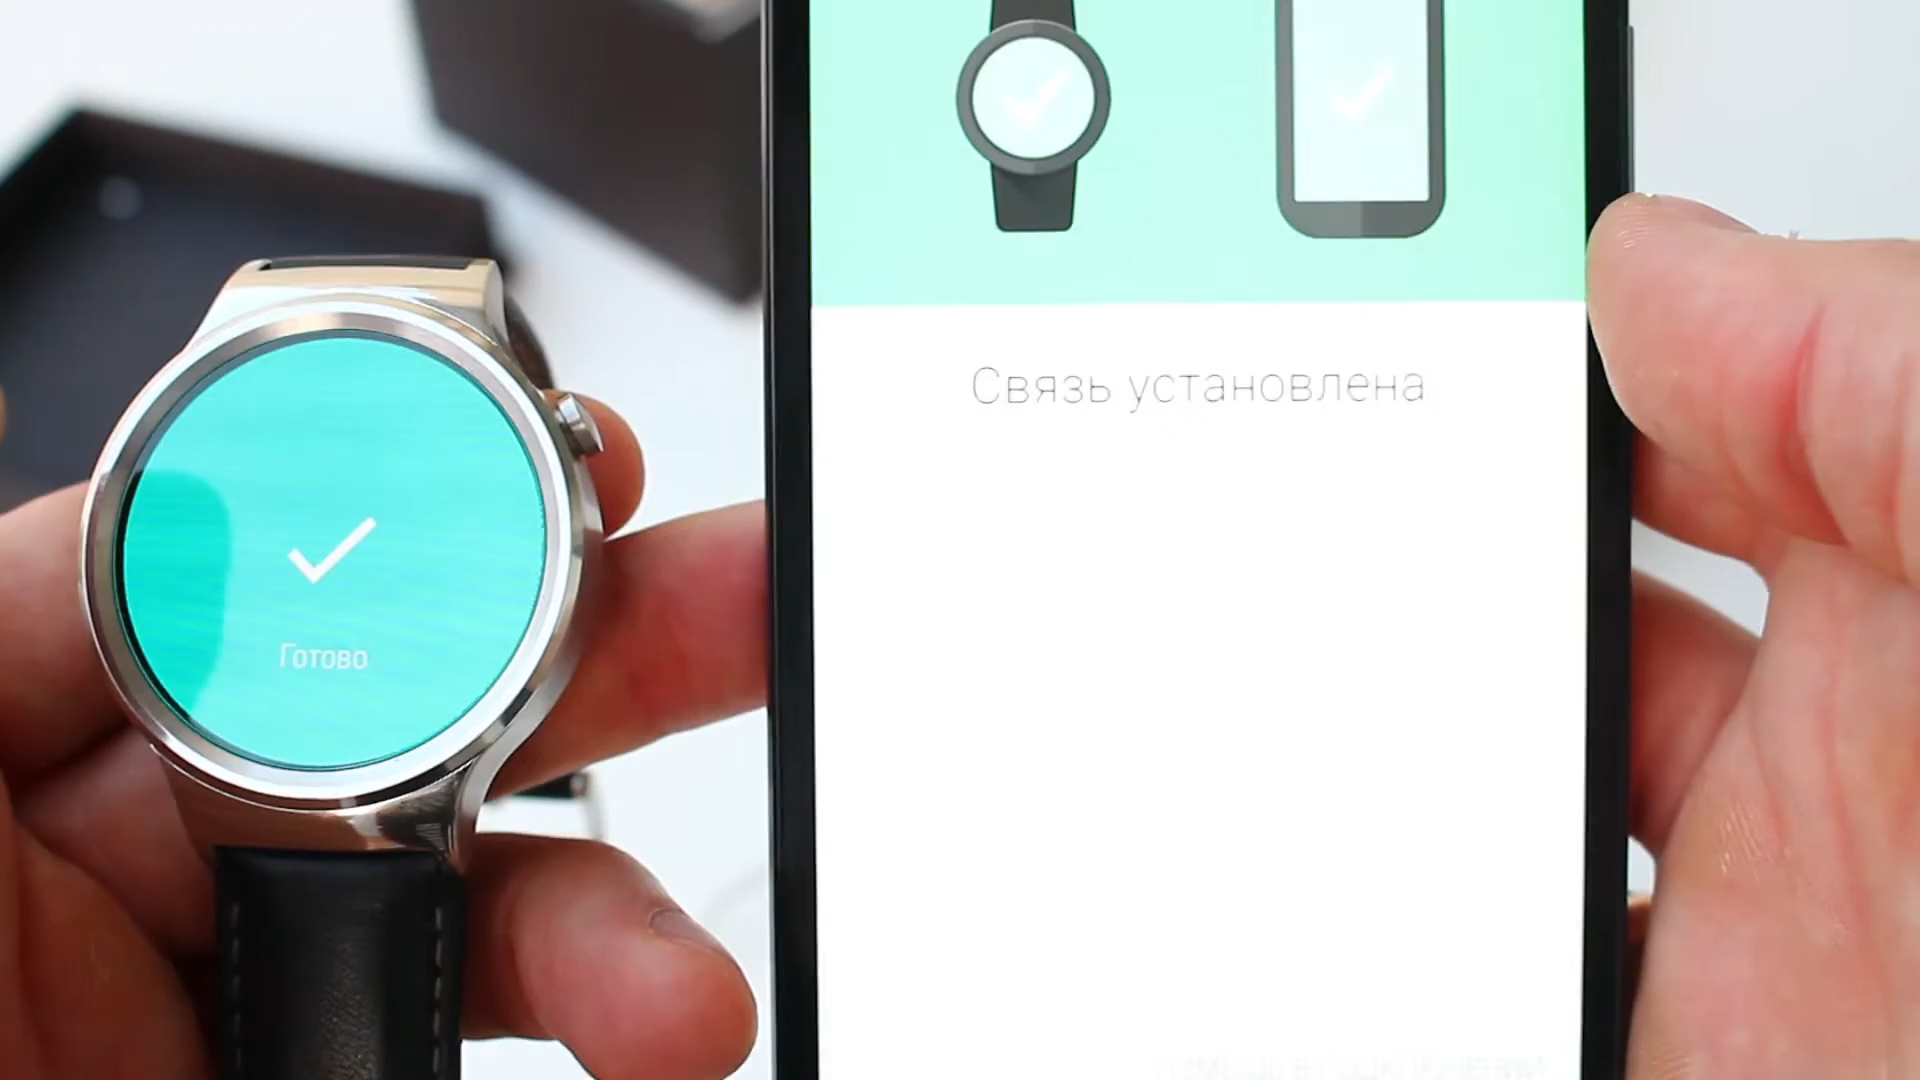 Связь установлена
Готово